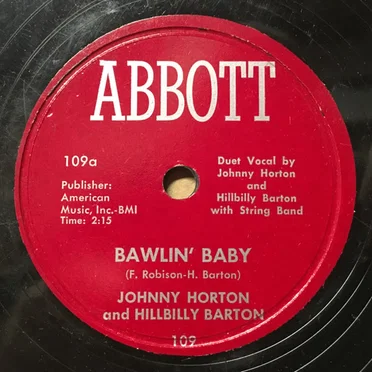 ABBOTT
109a
Publisher:
American
Music, Inc.-BMI
Time: 2:15
Duet Vocal by
Johnny Horton
and
Hillbilly Barton
with String Band
BAWLIN' BABY
(F. Robison-H. Barton)
JOHNNY HORTON
and HILLBILLY BARTON
109